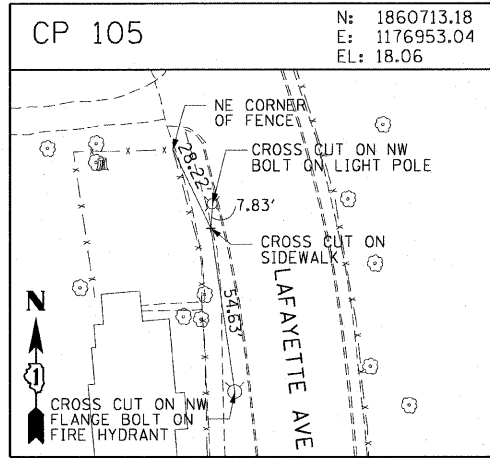 CP 105
N: 1860713.18
E: 1176953.04
EL: 18.06
NE CORNER
OF FENCE
CROSS CUT ON NW
BOLT ON LIGHT POLE
28.22'
7.83'
CROSS CUT ON
SIDEWALK
54.63'
LAFAYETTE AVE
N
1
CROSS CUT ON NW
FLANGE BOLT ON
FIRE HYDRANT